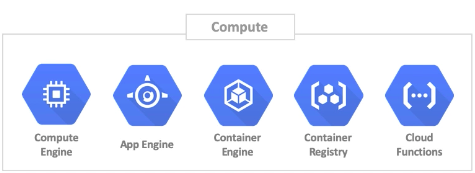 Compute
Compute
Engine
App Engine
Container
Engine
Container
Registry
Cloud
Functions